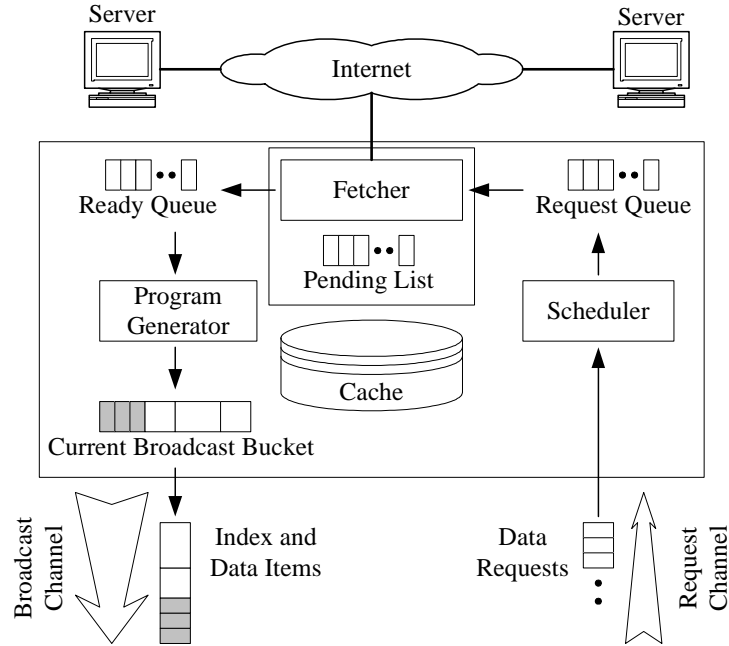 Server
Server
Internet
Fetcher
Ready Queue
Request Queue
Pending List
Program
Generator
Scheduler
Cache
Current Broadcast Bucket
Broadcast
Channel
Index and
Data Items
Data
Requests
Request
Channel